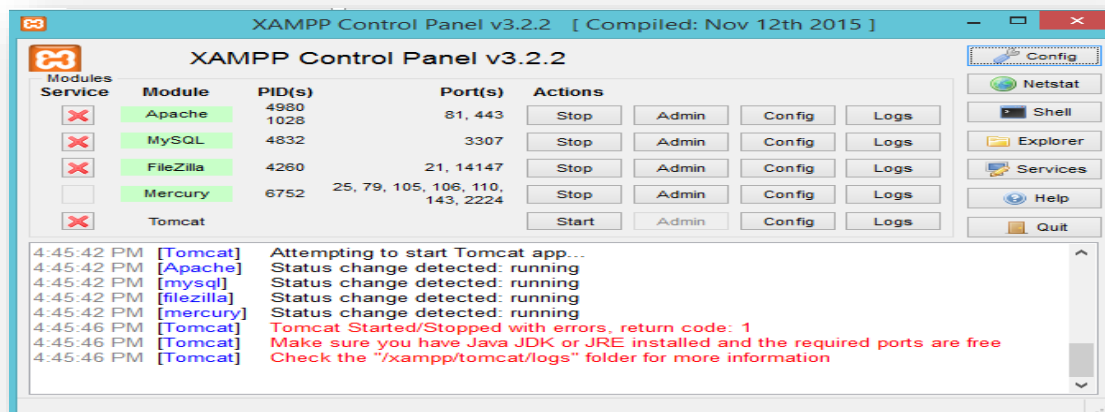 XAMPP Control Panel v3.2.2 [ Compiled: Nov 12th 2015 ]
XAMPP Control Panel v3.2.2
Config
Modules
Service Module PID(s) Port(s) Actions
Netstat
Apache 4980 1028 81, 443 Stop Admin Config Logs
Shell
MySQL 4832 3307 Stop Admin Config Logs
Explorer
FileZilla 4260 21, 14147 Stop Admin Config Logs
Services
Mercury 6752 25, 79, 105, 106, 110, 143, 2224 Stop Admin Config Logs
Help
Tomcat Start Admin Config Logs
Quit
4:45:42 PM [Tomcat] Attempting to start Tomcat app...
4:45:42 PM [Apache] Status change detected: running
4:45:42 PM [mysql] Status change detected: running
4:45:42 PM [filezilla] Status change detected: running
4:45:42 PM [mercury] Status change detected: running
4:45:46 PM [Tomcat] Tomcat Started/Stopped with errors, return code: 1
4:45:46 PM [Tomcat] Make sure you have Java JDK or JRE installed and the required ports are free
4:45:46 PM [Tomcat] Check the "/xampp/tomcat/logs" folder for more information